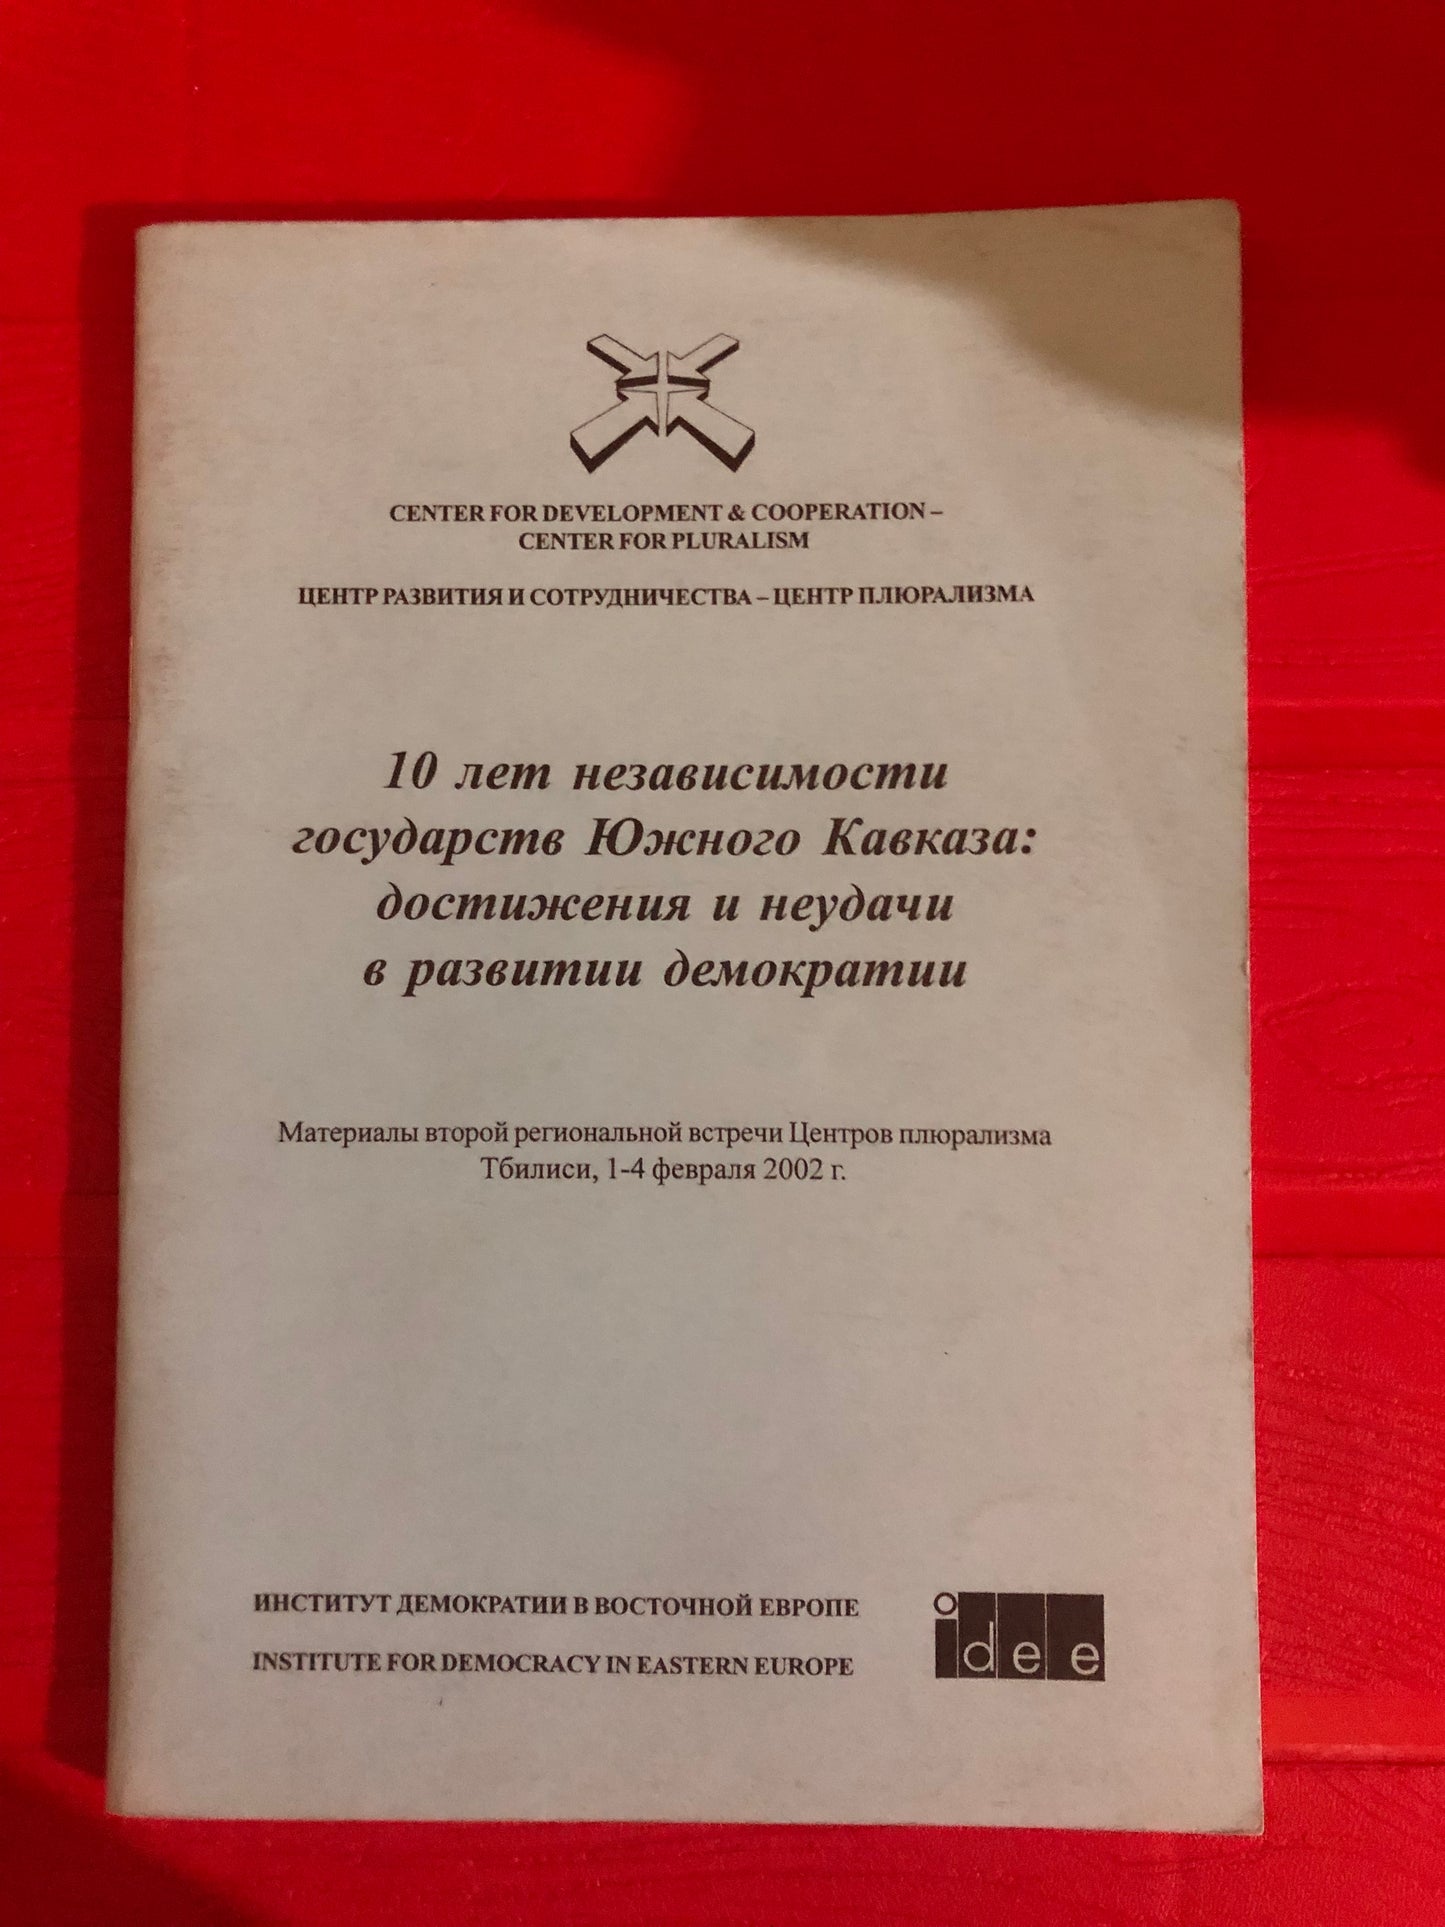 CENTER FOR DEVELOPMENT & COOPERATION –
CENTER FOR PLURALISM
ЦЕНТР РАЗВИТИЯ И СОТРУДНИЧЕСТВА – ЦЕНТР ПЛЮРАЛИЗМА
10 лет независимости
государств Южного Кавказа:
достижения и неудачи
в развитии демократии
Материалы второй региональной встречи Центров плюрализма
Тбилиси, 1-4 февраля 2002 г.
ИНСТИТУТ ДЕМОКРАТИИ В ВОСТОЧНОЙ ЕВРОПЕ
INSTITUTE FOR DEMOCRACY IN EASTERN EUROPE
idee